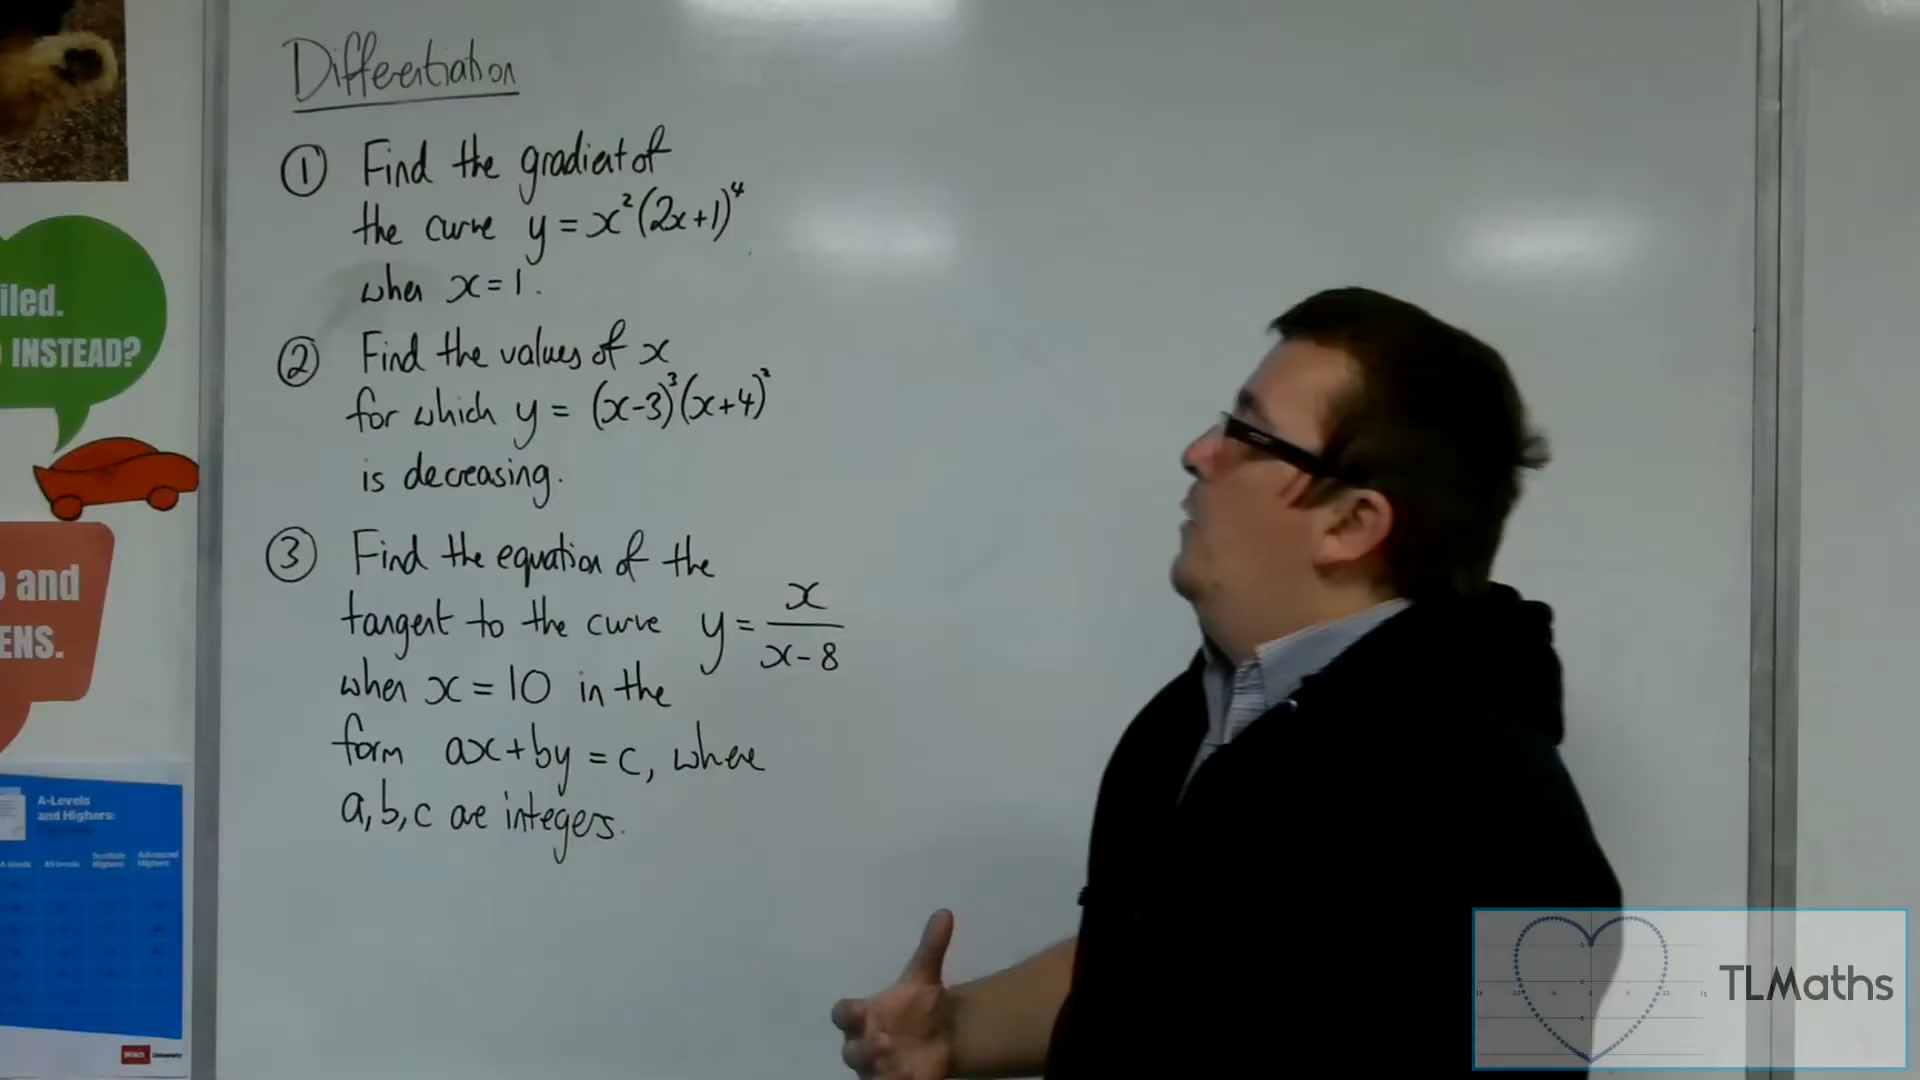 Differentiation
① Find the gradient of
the curve y = x²(2x+1)⁴
when x = 1.
② Find the values of x
for which y = (x-3)³(x+4)²
is decreasing.
③ Find the equation of the
tangent to the curve y = x/(x-8)
when x = 10 in the
form ax + by = c, where
a, b, c are integers.
iled.
INSTEAD?
and
ENS.
A-Levels
and Highers:
TLMaths